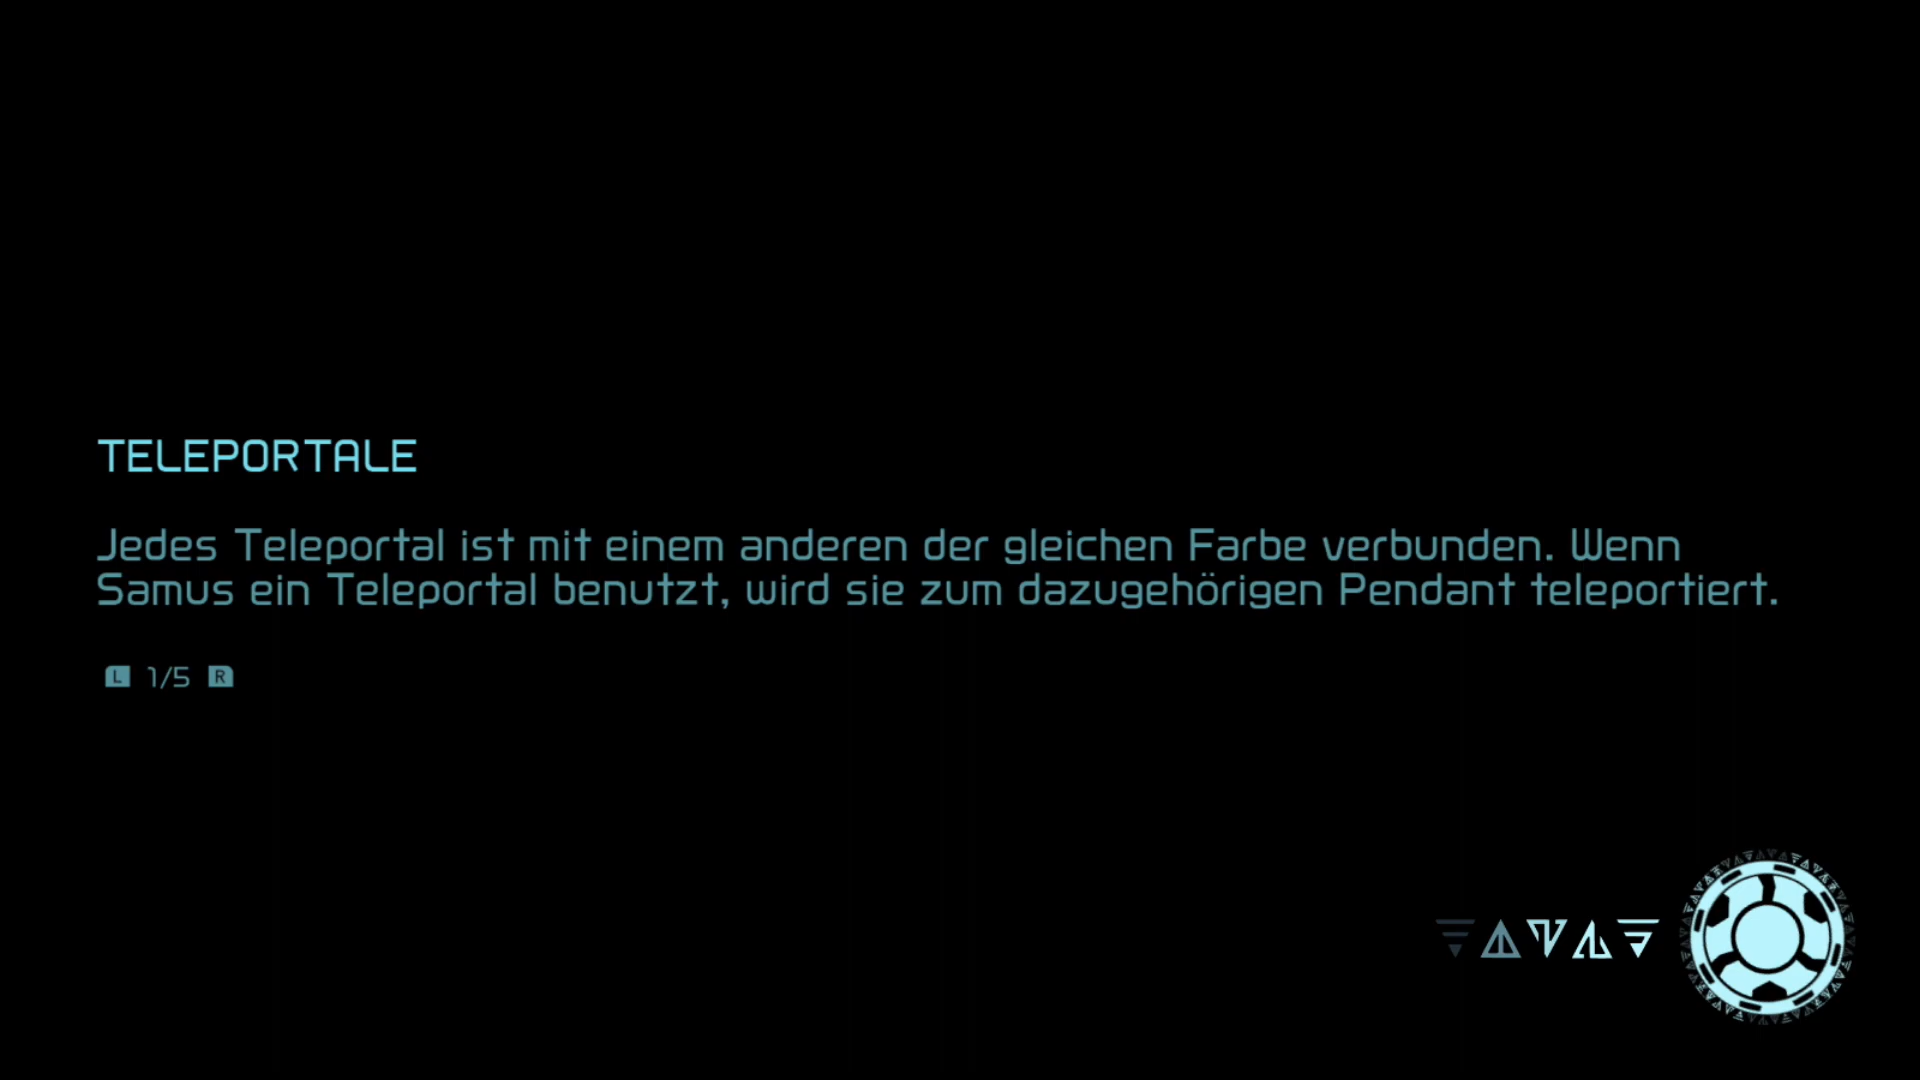 TELEPORTALE
Jedes Teleportal ist mit einem anderen der gleichen Farbe verbunden. Wenn
Samus ein Teleportal benutzt, wird sie zum dazugehörigen Pendant teleportiert.
L 1/5 R